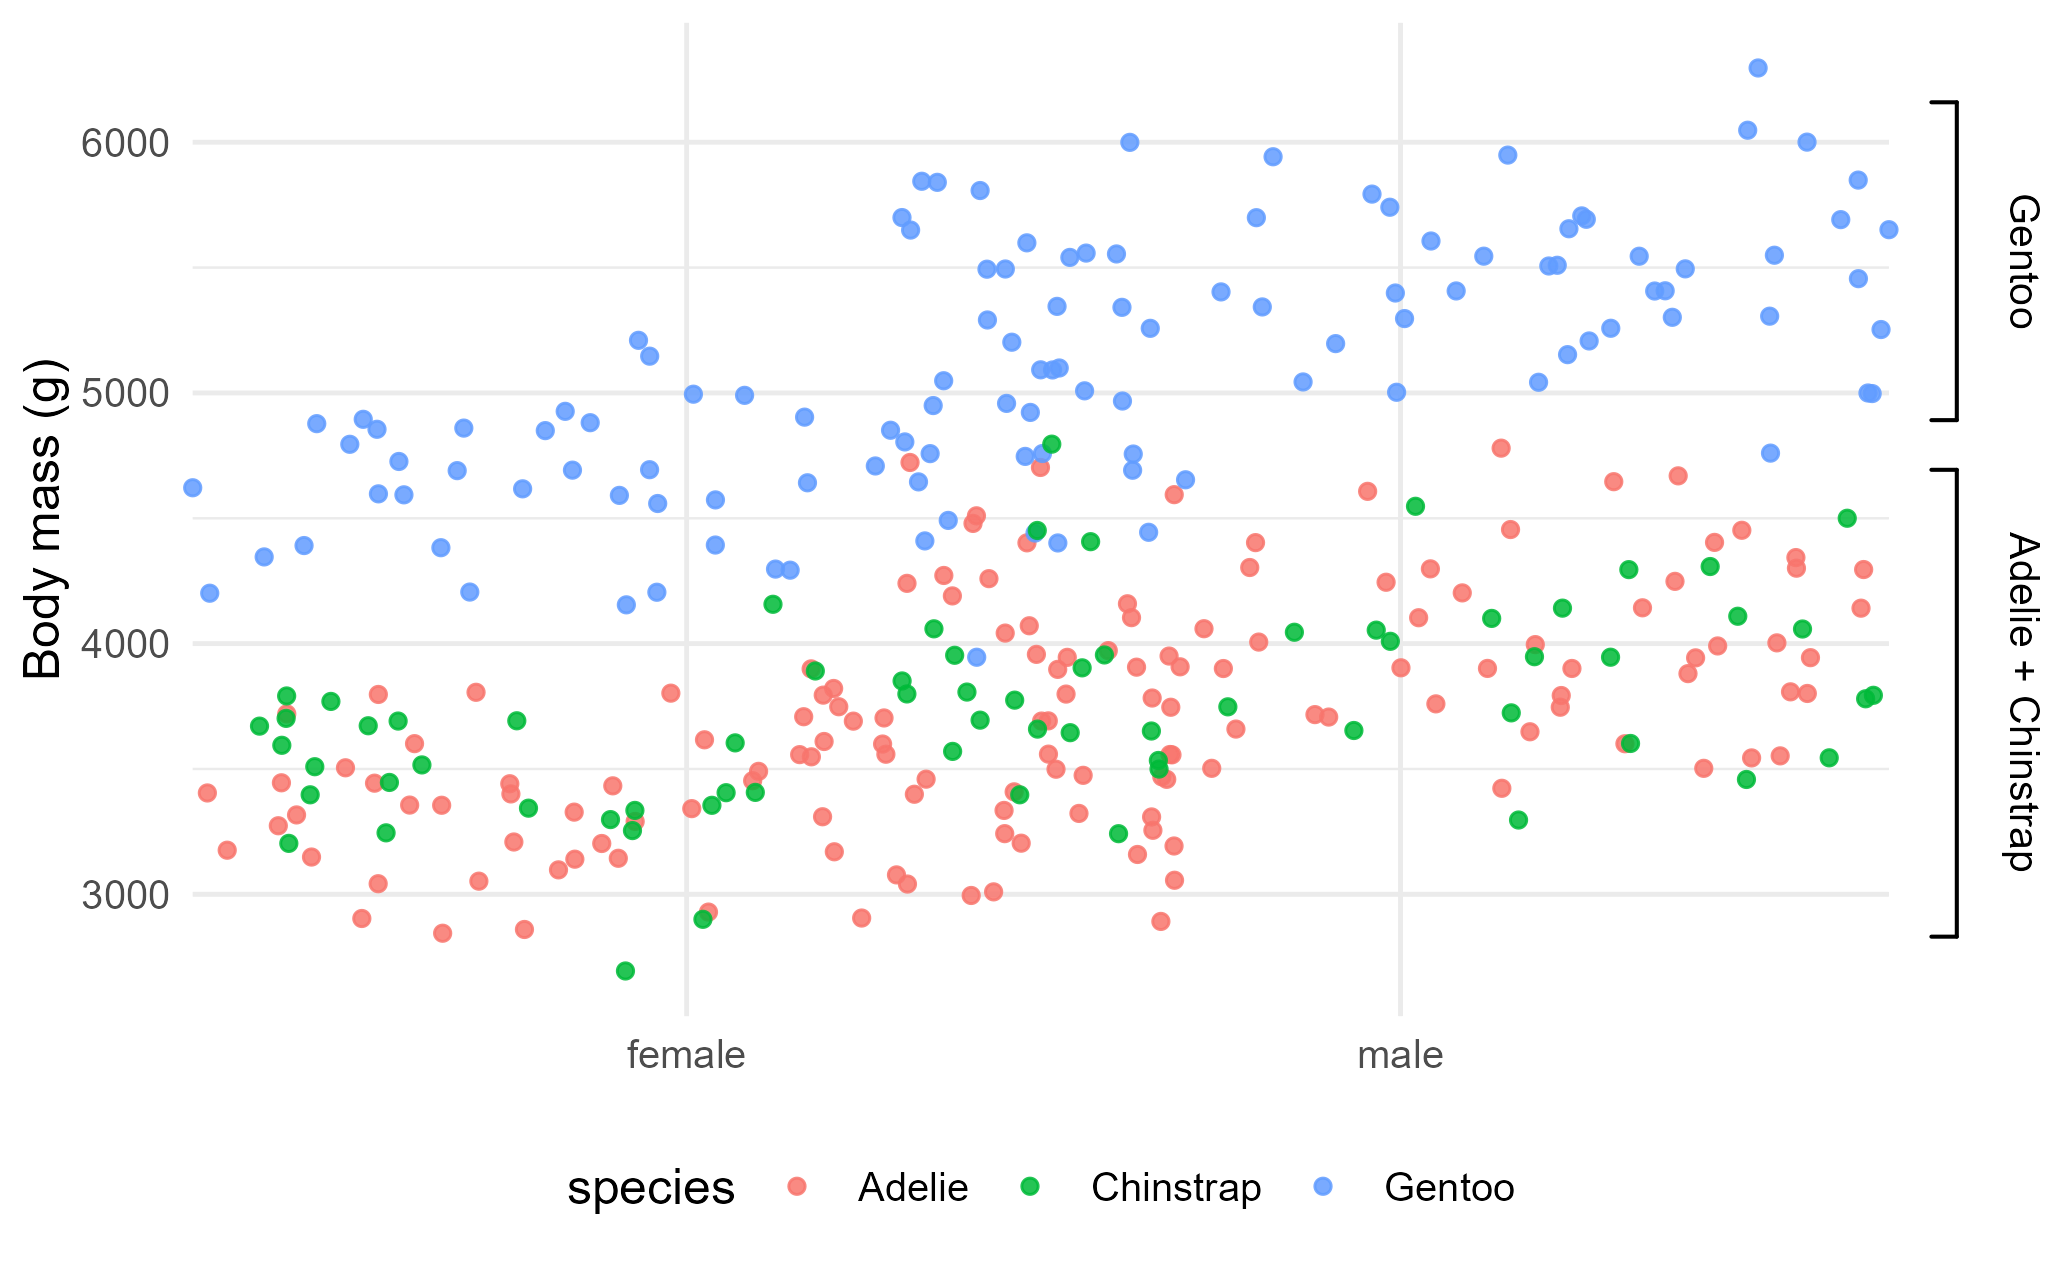 Body mass (g)
6000
5000
4000
3000
female
male
Gentoo
Adelie + Chinstrap
species
Adelie
Chinstrap
Gentoo